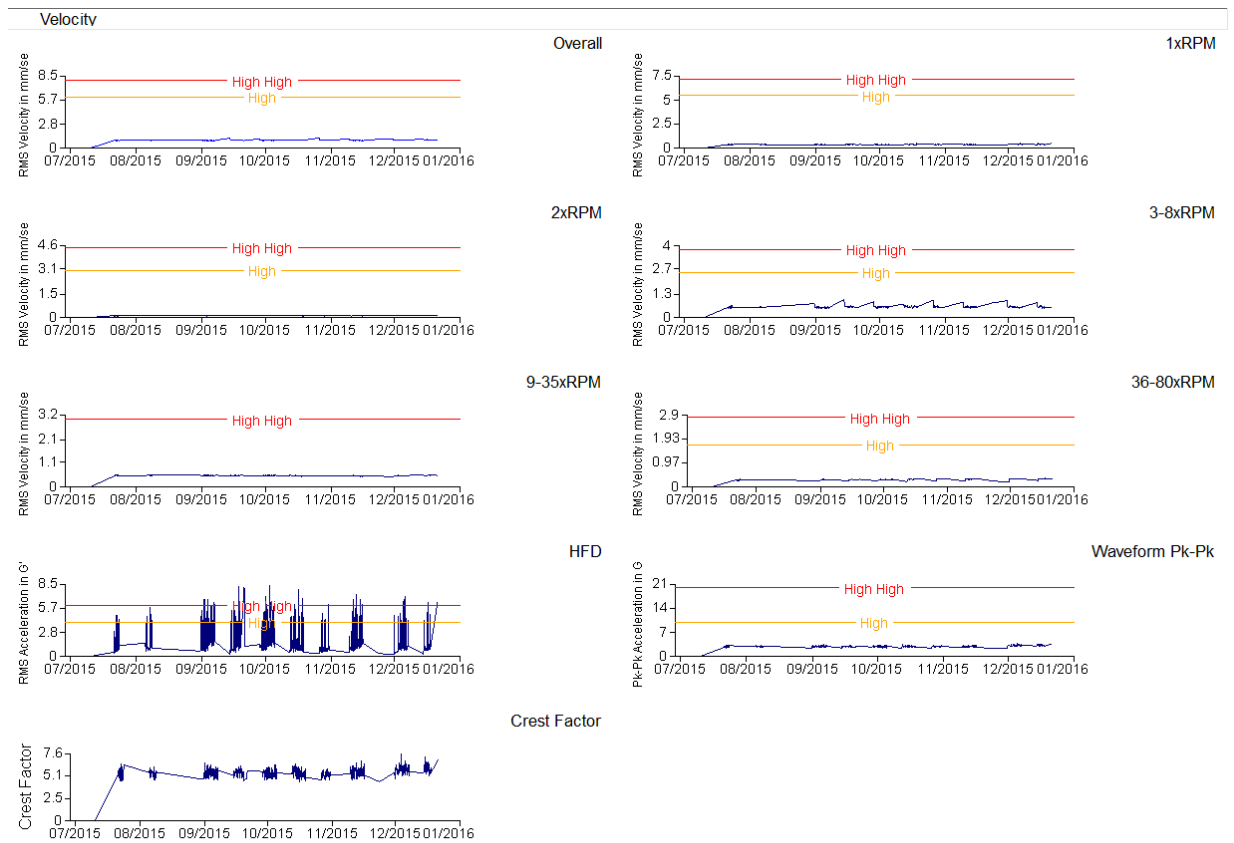 Velocity
Overall
RMS Velocity in mm/se
8.5
5.7
2.8
0
High High
High
07/2015 08/2015 09/2015 10/2015 11/2015 12/2015 01/2016
1xRPM
RMS Velocity in mm/se
7.5
5
2.5
0
High High
High
07/2015 08/2015 09/2015 10/2015 11/2015 12/2015 01/2016
2xRPM
RMS Velocity in mm/se
4.6
3.1
1.5
0
High High
High
07/2015 08/2015 09/2015 10/2015 11/2015 12/2015 01/2016
3-8xRPM
RMS Velocity in mm/se
4
2.7
1.3
0
High High
High
07/2015 08/2015 09/2015 10/2015 11/2015 12/2015 01/2016
9-35xRPM
RMS Velocity in mm/se
3.2
2.1
1.1
0
High High
07/2015 08/2015 09/2015 10/2015 11/2015 12/2015 01/2016
36-80xRPM
RMS Velocity in mm/se
2.9
1.93
0.97
0
High High
High
07/2015 08/2015 09/2015 10/2015 11/2015 12/2015 01/2016
HFD
RMS Acceleration in G'
8.5
5.7
2.8
0
High High
High
07/2015 08/2015 09/2015 10/2015 11/2015 12/2015 01/2016
Waveform Pk-Pk
Pk-Pk Acceleration in G
21
14
7
0
High High
High
07/2015 08/2015 09/2015 10/2015 11/2015 12/2015 01/2016
Crest Factor
Crest Factor
7.6
5.1
2.5
0
07/2015 08/2015 09/2015 10/2015 11/2015 12/2015 01/2016